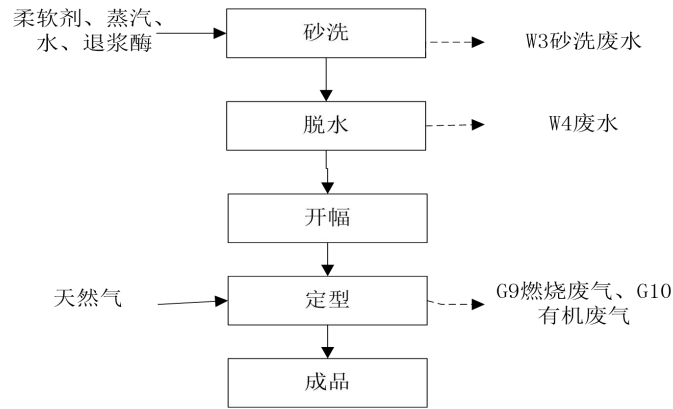 柔软剂、蒸汽、
水、退浆酶
砂洗
W3砂洗废水
脱水
W4废水
开幅
天然气
定型
G9燃烧废气、G10
有机废气
成品